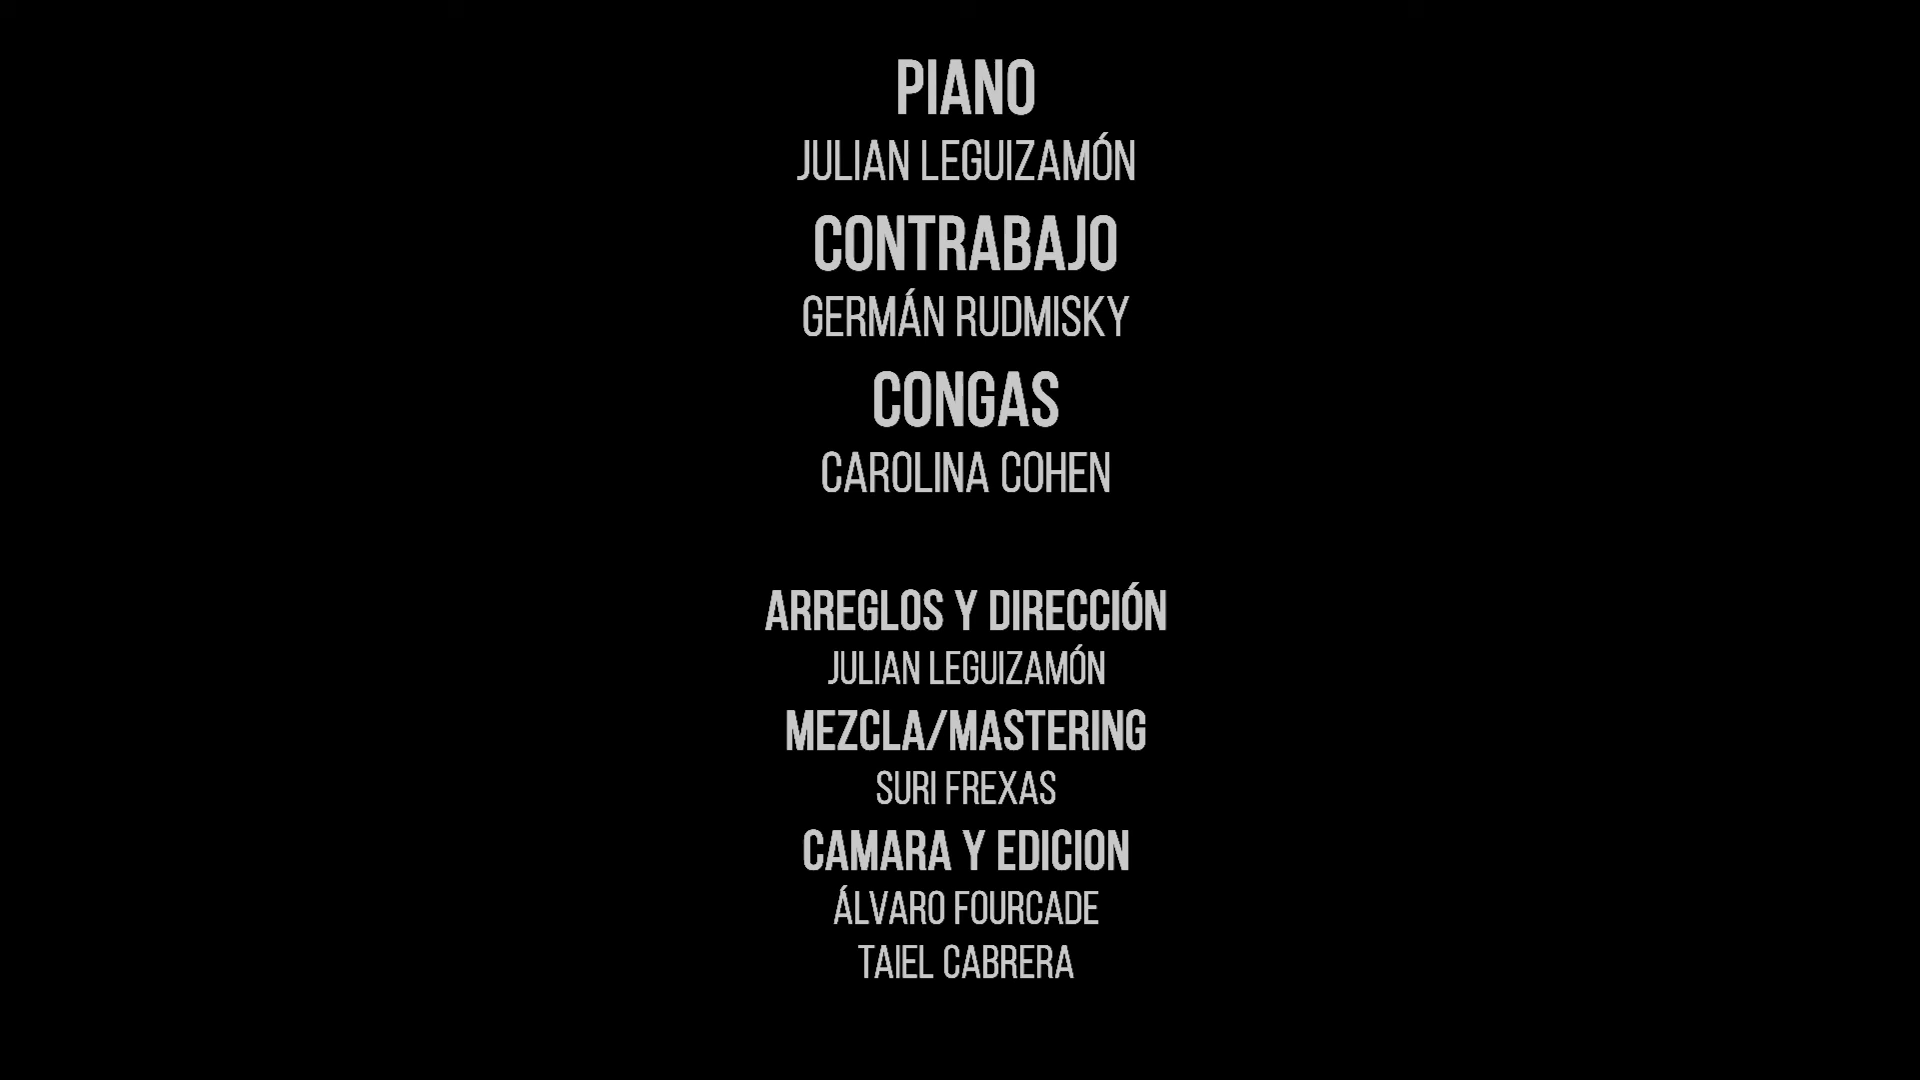 PIANO
JULIAN LEGUIZAMÓN
CONTRABAJO
GERMÁN RUDMISKY
CONGAS
CAROLINA COHEN
ARREGLOS Y DIRECCIÓN
JULIAN LEGUIZAMÓN
MEZCLA/MASTERING
SURI FREXAS
CAMARA Y EDICION
ÁLVARO FOURCADE
TAIEL CABRERA